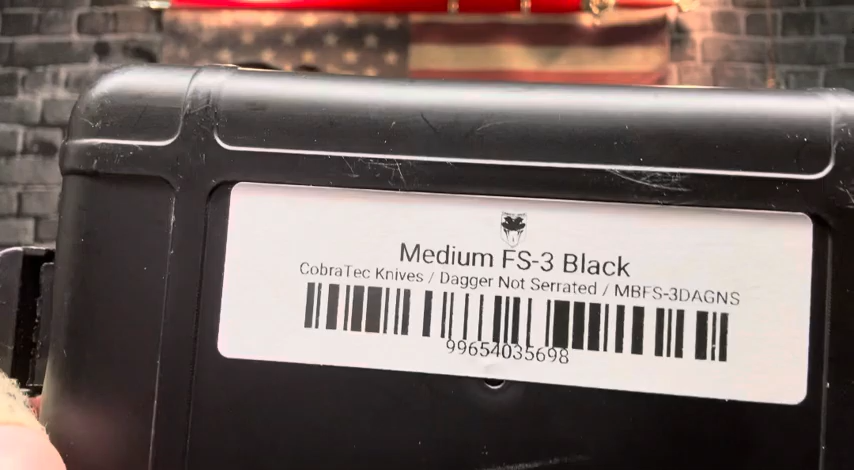 Medium FS-3 Black
CobraTec Knives / Dagger Not Serrated / MBFS-3DAGNS
99654035698